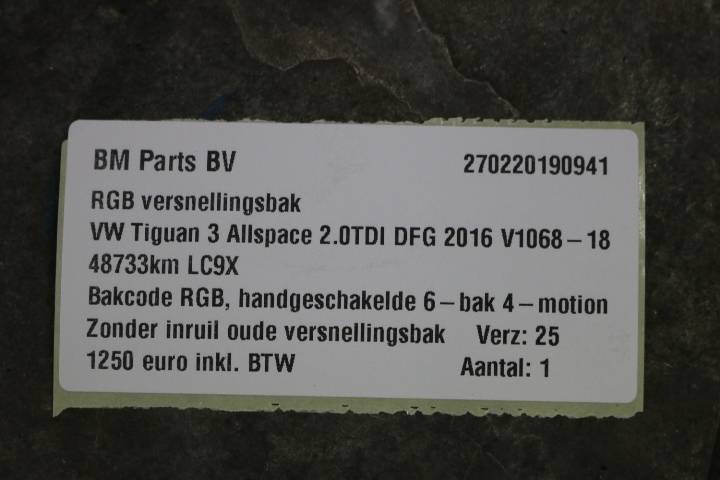 BM Parts BV 270220190941
RGB versnellingsbak
VW Tiguan 3 Allspace 2.0TDI DFG 2016 V1068-18
48733km LC9X
Bakcode RGB, handgeschakelde 6-bak 4-motion
Zonder inruil oude versnellingsbak Verz: 25
1250 euro inkl. BTW Aantal: 1